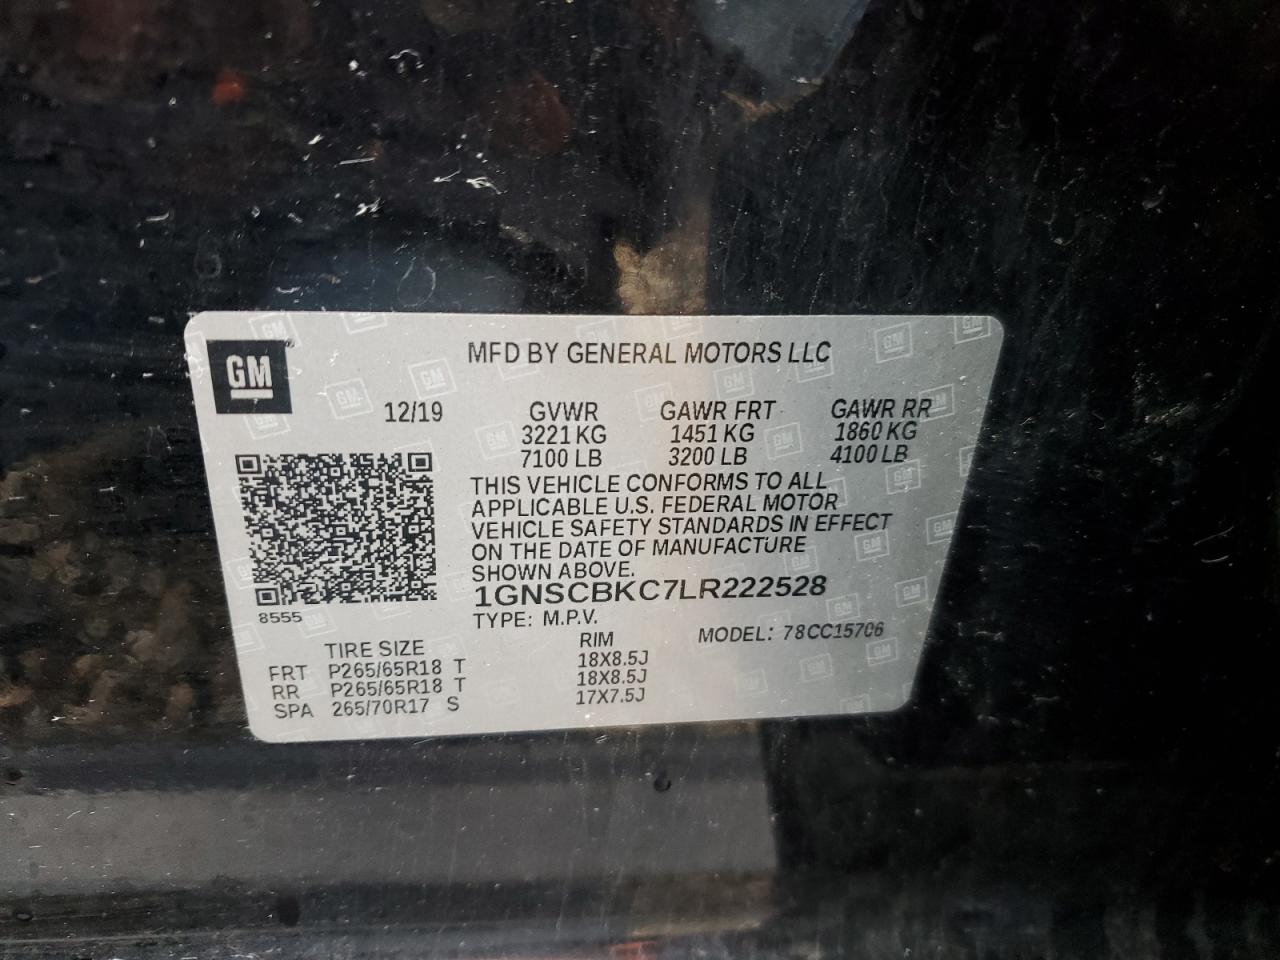 GM
MFD BY GENERAL MOTORS LLC
12/19 GVWR GAWR FRT GAWR RR
3221 KG 1451 KG 1860 KG
7100 LB 3200 LB 4100 LB
THIS VEHICLE CONFORMS TO ALL
APPLICABLE U.S. FEDERAL MOTOR
VEHICLE SAFETY STANDARDS IN EFFECT
ON THE DATE OF MANUFACTURE
SHOWN ABOVE.
1GNSCBKC7LR222528
8555
TYPE: M.P.V.
MODEL: 78CC15706
TIRE SIZE RIM
FRT P265/65R18 T 18X8.5J
RR P265/65R18 T 18X8.5J
SPA 265/70R17 S 17X7.5J